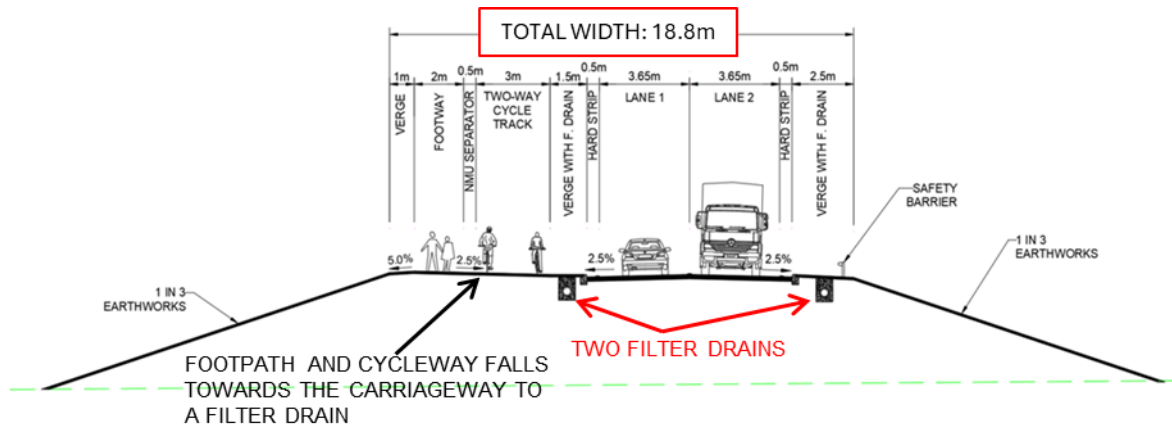 TOTAL WIDTH: 18.8m
1m
2m
0.5m
3m
1.5m
0.5m
3.65m
3.65m
0.5m
2.5m
VERGE
FOOTWAY
NMU SEPARATOR
TWO-WAY
CYCLE
TRACK
VERGE WITH F. DRAIN
HARD STRIP
LANE 1
LANE 2
HARD STRIP
VERGE WITH F. DRAIN
SAFETY
BARRIER
5.0%
2.5%
2.5%
2.5%
1 IN 3
EARTHWORKS
1 IN 3
EARTHWORKS
FOOTPATH AND CYCLEWAY FALLS
TOWARDS THE CARRIAGEWAY TO
A FILTER DRAIN
TWO FILTER DRAINS